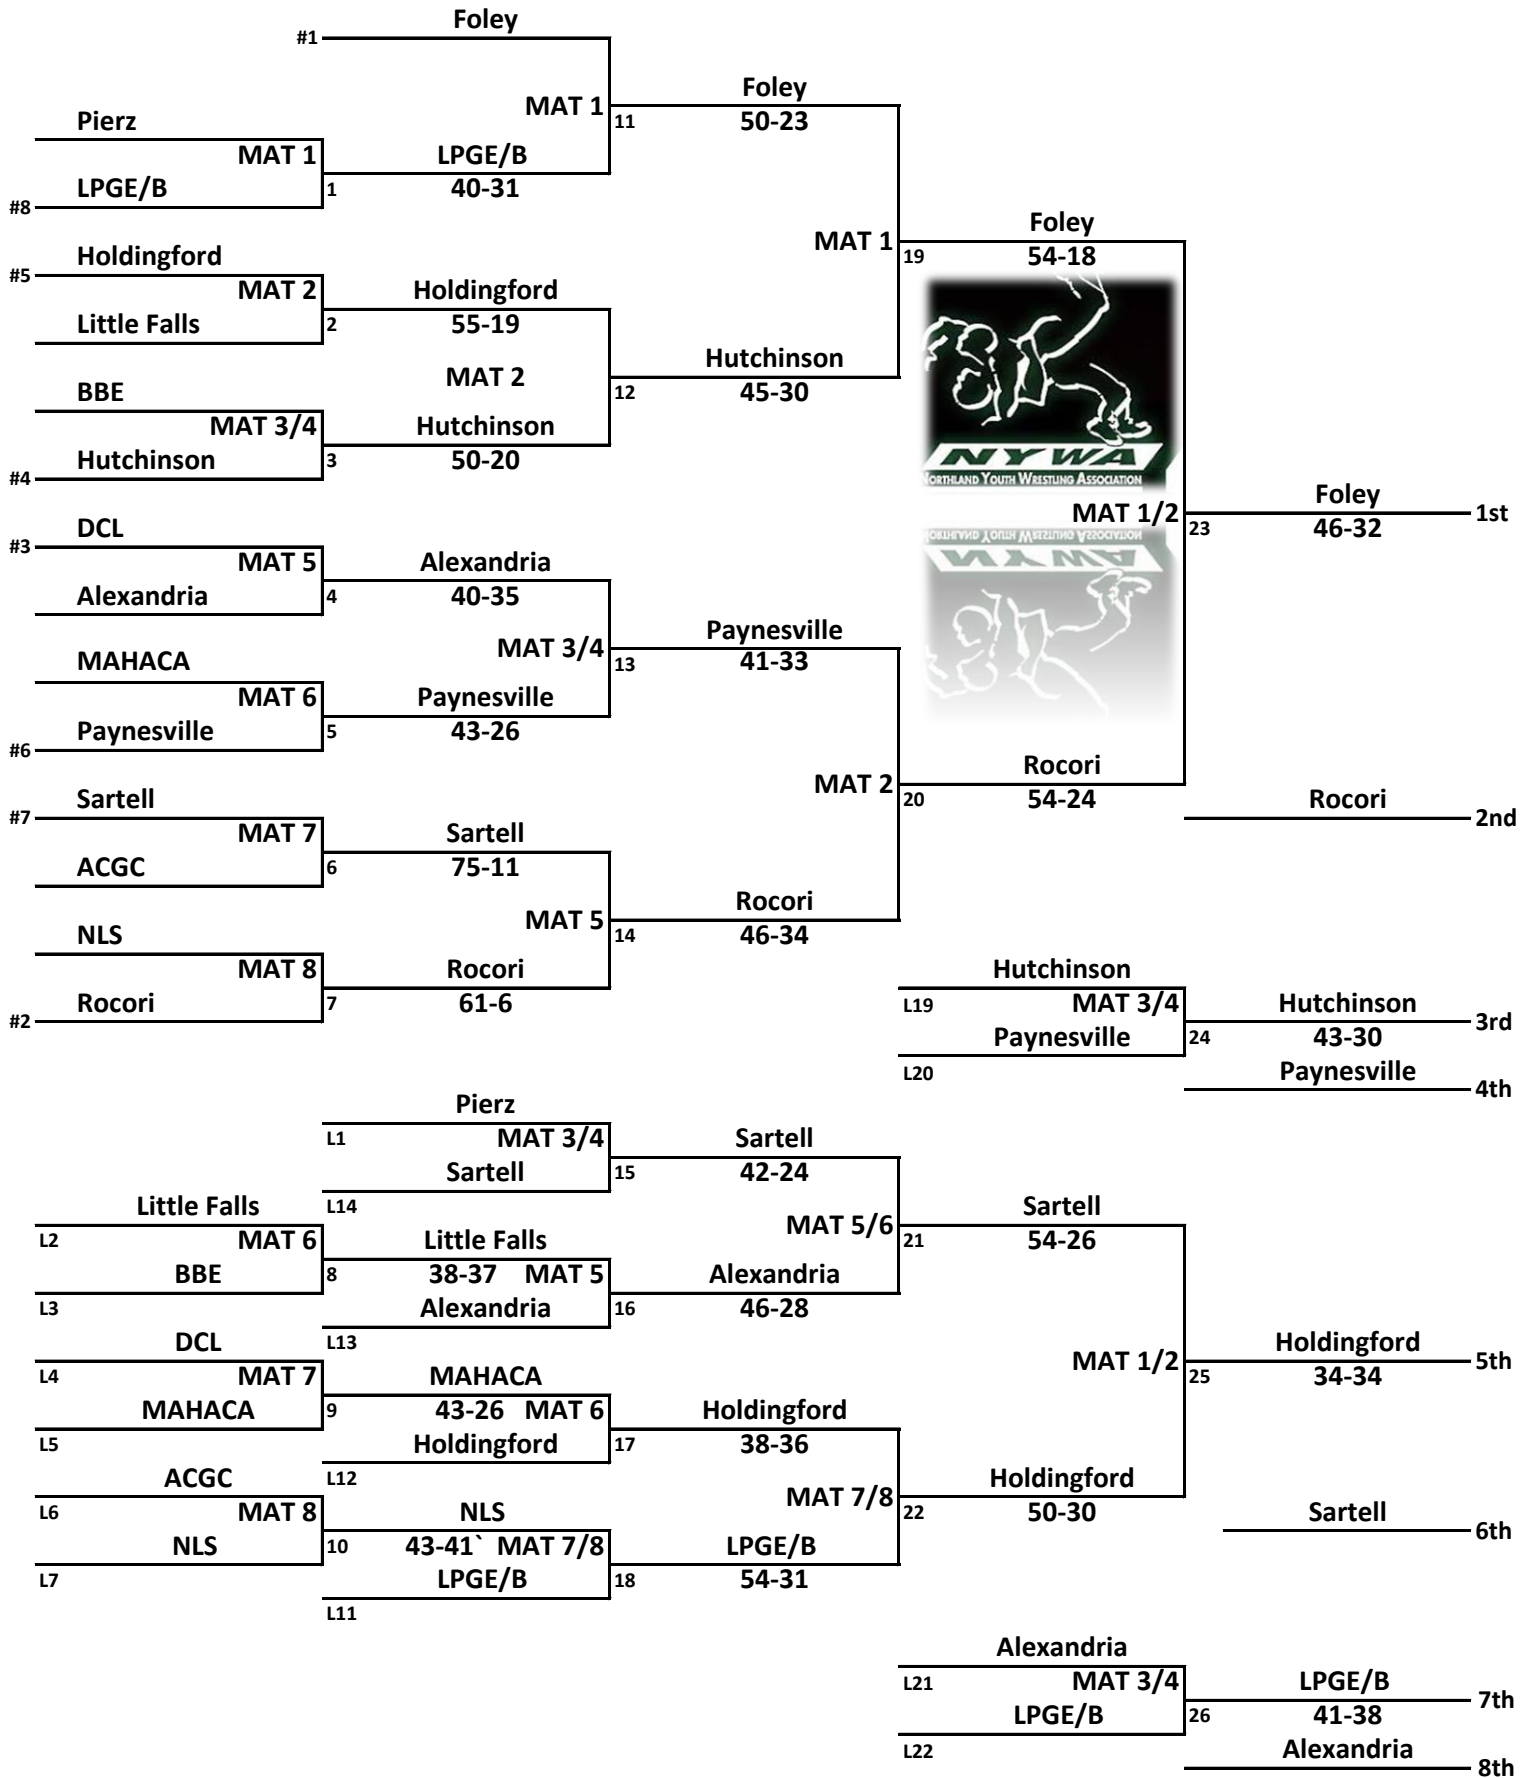 Foley
#1
Foley
MAT 1
11
50-23
Pierz
MAT 1
LPGE/B
LPGE/B
1
40-31
#8
Foley
MAT 1
19
54-18
Holdingford
#5
MAT 2
Holdingford
Little Falls
2
55-19
Hutchinson
MAT 2
12
45-30
BBE
MAT 3/4
Hutchinson
Hutchinson
3
50-20
#4
NYWA
NORTHLAND YOUTH WRESTLING ASSOCIATION
Foley
MAT 1/2
1st
23
46-32
DCL
#3
MAT 5
Alexandria
Alexandria
4
40-35
Paynesville
MAT 3/4
13
41-33
MAHACA
MAT 6
Paynesville
Paynesville
5
43-26
#6
Rocori
MAT 2
20
54-24
Rocori
2nd
Sartell
#7
MAT 7
Sartell
ACGC
6
75-11
Rocori
MAT 5
14
46-34
NLS
MAT 8
Rocori
Rocori
7
61-6
#2
Hutchinson
L19
MAT 3/4
Hutchinson
3rd
Paynesville
24
43-30
L20
Paynesville
4th
Pierz
L1
MAT 3/4
Sartell
Sartell
15
42-24
L14
Little Falls
L2
MAT 6
Little Falls
BBE
8
38-37 MAT 5
Alexandria
L3
Alexandria
16
46-28
L13
MAT 5/6
Sartell
21
54-26
DCL
L4
MAT 7
MAHACA
MAHACA
9
43-26 MAT 6
Holdingford
L5
Holdingford
17
38-36
L12
MAT 1/2
Holdingford
5th
25
34-34
ACGC
L6
MAT 8
NLS
NLS
10
43-41` MAT 7/8
LPGE/B
L7
LPGE/B
18
54-31
L11
MAT 7/8
Holdingford
22
50-30
Sartell
6th
Alexandria
L21
MAT 3/4
LPGE/B
7th
LPGE/B
26
41-38
L22
Alexandria
8th